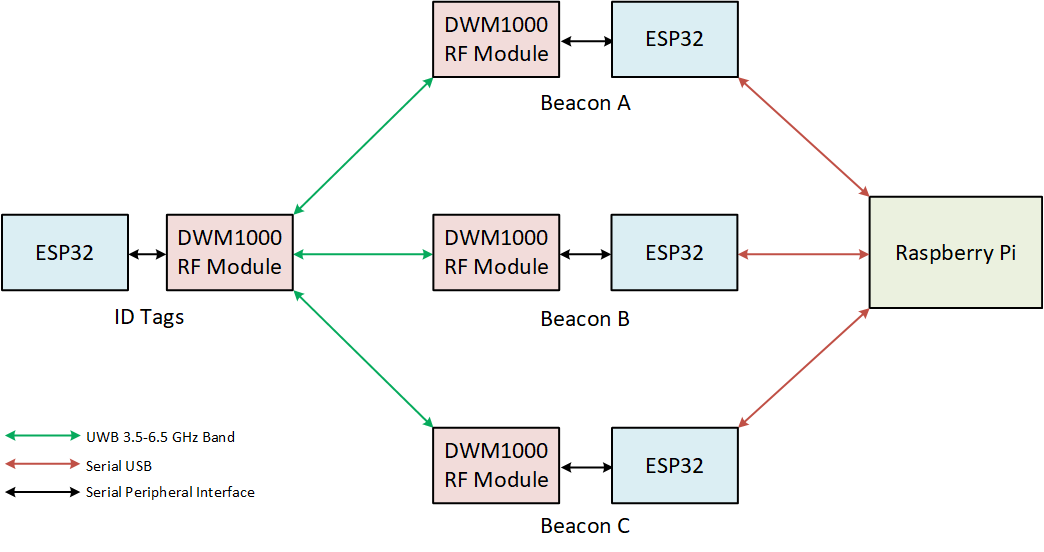 DWM1000
RF Module
ESP32
Beacon A
ESP32
DWM1000
RF Module
ID Tags
DWM1000
RF Module
ESP32
Beacon B
Raspberry Pi
DWM1000
RF Module
ESP32
Beacon C
UWB 3.5-6.5 GHz Band
Serial USB
Serial Peripheral Interface